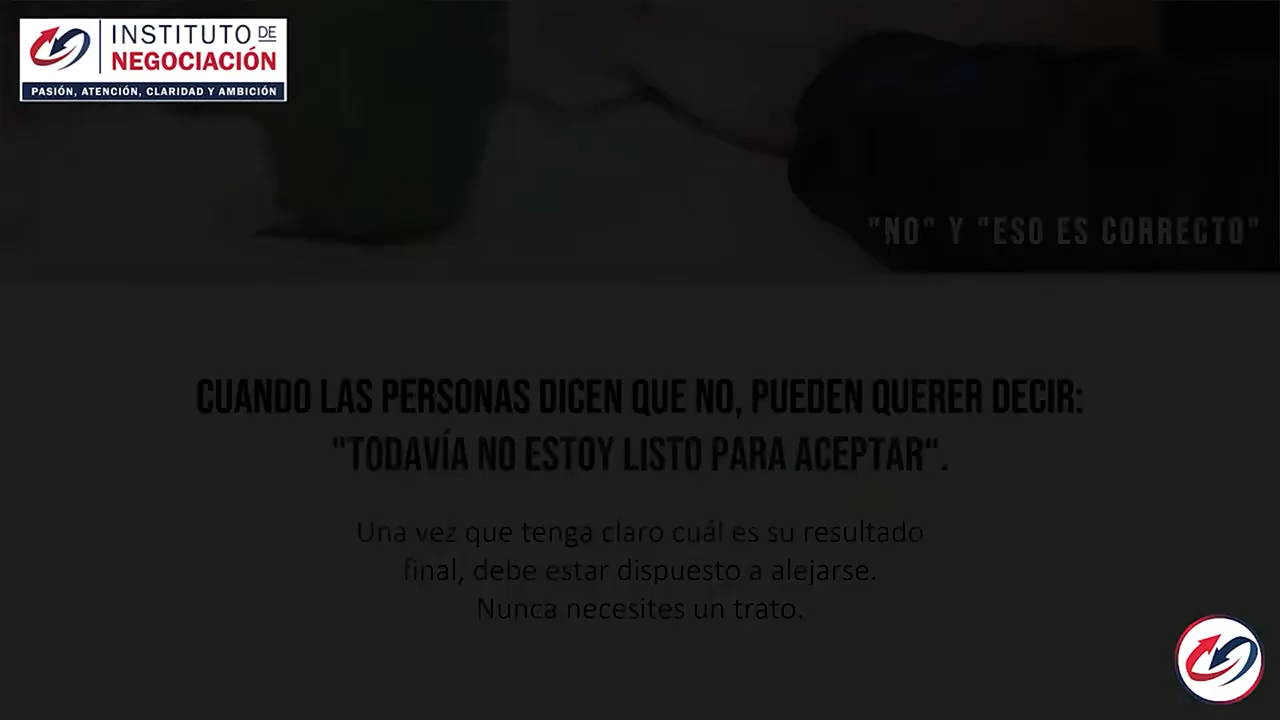 INSTITUTO DE
NEGOCIACIÓN
PASIÓN, ATENCIÓN, CLARIDAD Y AMBICIÓN
"NO" Y "ESO ES CORRECTO"
CUANDO LAS PERSONAS DICEN QUE NO, PUEDEN QUERER DECIR:
"TODAVÍA NO ESTOY LISTO PARA ACEPTAR".
Una vez que tenga claro cuál es su resultado
final, debe estar dispuesto a alejarse.
Nunca necesites un trato.